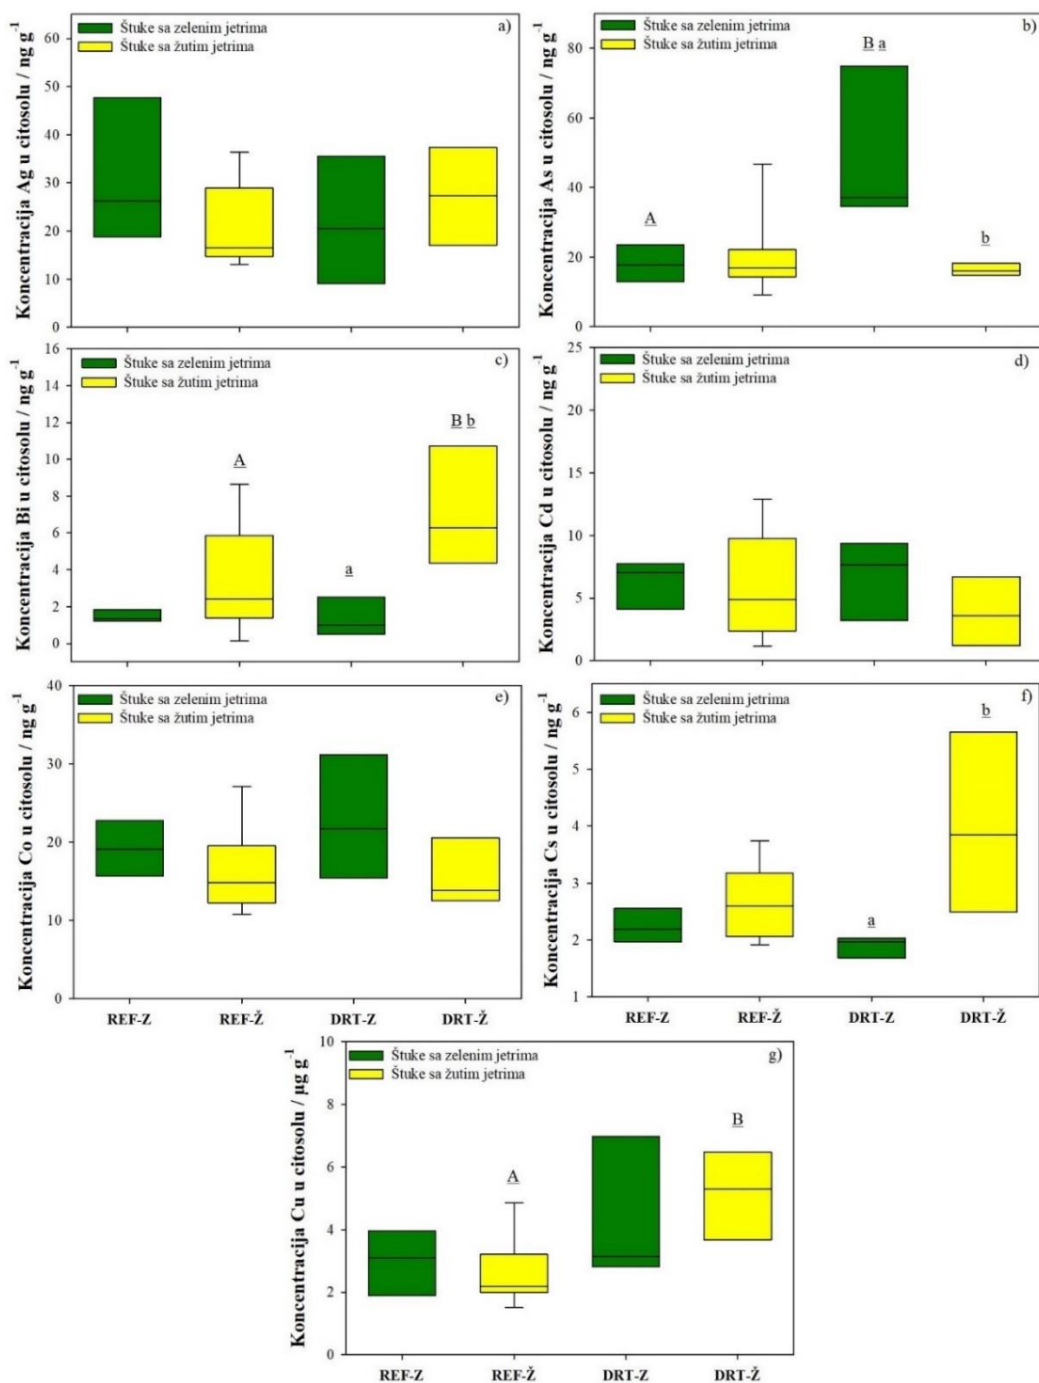 Štuke sa zelenim jetrima
Štuke sa žutim jetrima
a)
Koncentracija Ag u citosolu / ng g⁻¹
60
50
40
30
20
10
0
Štuke sa zelenim jetrima
Štuke sa žutim jetrima
b)
Koncentracija As u citosolu / ng g⁻¹
80
60
40
20
0
A
B a
b
Štuke sa zelenim jetrima
Štuke sa žutim jetrima
c)
Koncentracija Bi u citosolu / ng g⁻¹
16
14
12
10
8
6
4
2
0
A
a
B b
Štuke sa zelenim jetrima
Štuke sa žutim jetrima
d)
Koncentracija Cd u citosolu / ng g⁻¹
25
20
15
10
5
0
Štuke sa zelenim jetrima
Štuke sa žutim jetrima
e)
Koncentracija Co u citosolu / ng g⁻¹
40
30
20
10
0
REF-Z REF-Ž DRT-Z DRT-Ž
Štuke sa zelenim jetrima
Štuke sa žutim jetrima
f)
Koncentracija Cs u citosolu / ng g⁻¹
6
5
4
3
2
1
a
b
REF-Z REF-Ž DRT-Z DRT-Ž
Štuke sa zelenim jetrima
Štuke sa žutim jetrima
g)
Koncentracija Cu u citosolu / µg g⁻¹
10
8
6
4
2
0
A
B
REF-Z REF-Ž DRT-Z DRT-Ž